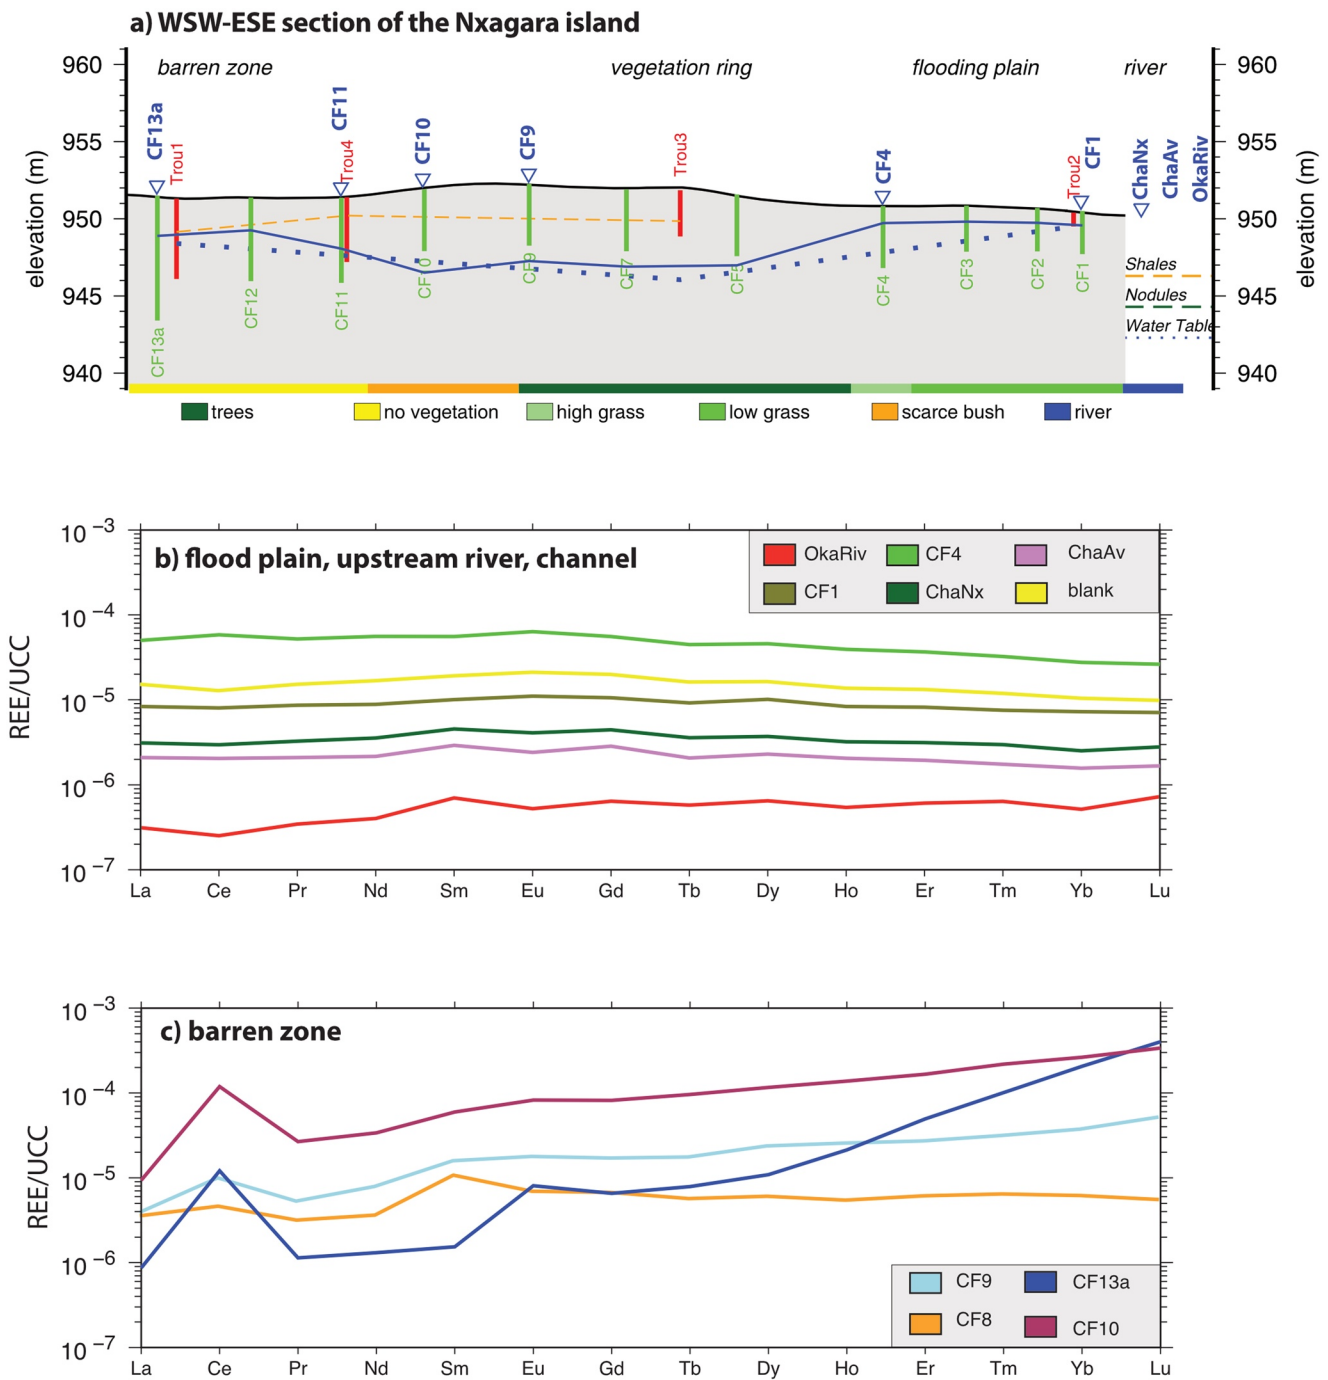 a) WSW-ESE section of the Nxagara island
barren zone vegetation ring flooding plain river
elevation (m)
960
955
950
945
940
CF13a
Trou1
CF11
Trou4
CF10
CF9
Trou3
CF4
Trou2
CF1
ChaNx
ChaAv
OkaRiv
CF13a
CF12
CF11
CF10
CF9
CF7
CF5
CF4
CF3
CF2
CF1
Shales
Nodules
Water Table
960
955
950
945
940
elevation (m)
trees no vegetation high grass low grass scarce bush river
b) flood plain, upstream river, channel
OkaRiv CF4 ChaAv
CF1 ChaNx blank
REE/UCC
10 −3
10 −4
10 −5
10 −6
10 −7
La Ce Pr Nd Sm Eu Gd Tb Dy Ho Er Tm Yb Lu
c) barren zone
REE/UCC
10 −3
10 −4
10 −5
10 −6
10 −7
CF9 CF13a
CF8 CF10
La Ce Pr Nd Sm Eu Gd Tb Dy Ho Er Tm Yb Lu